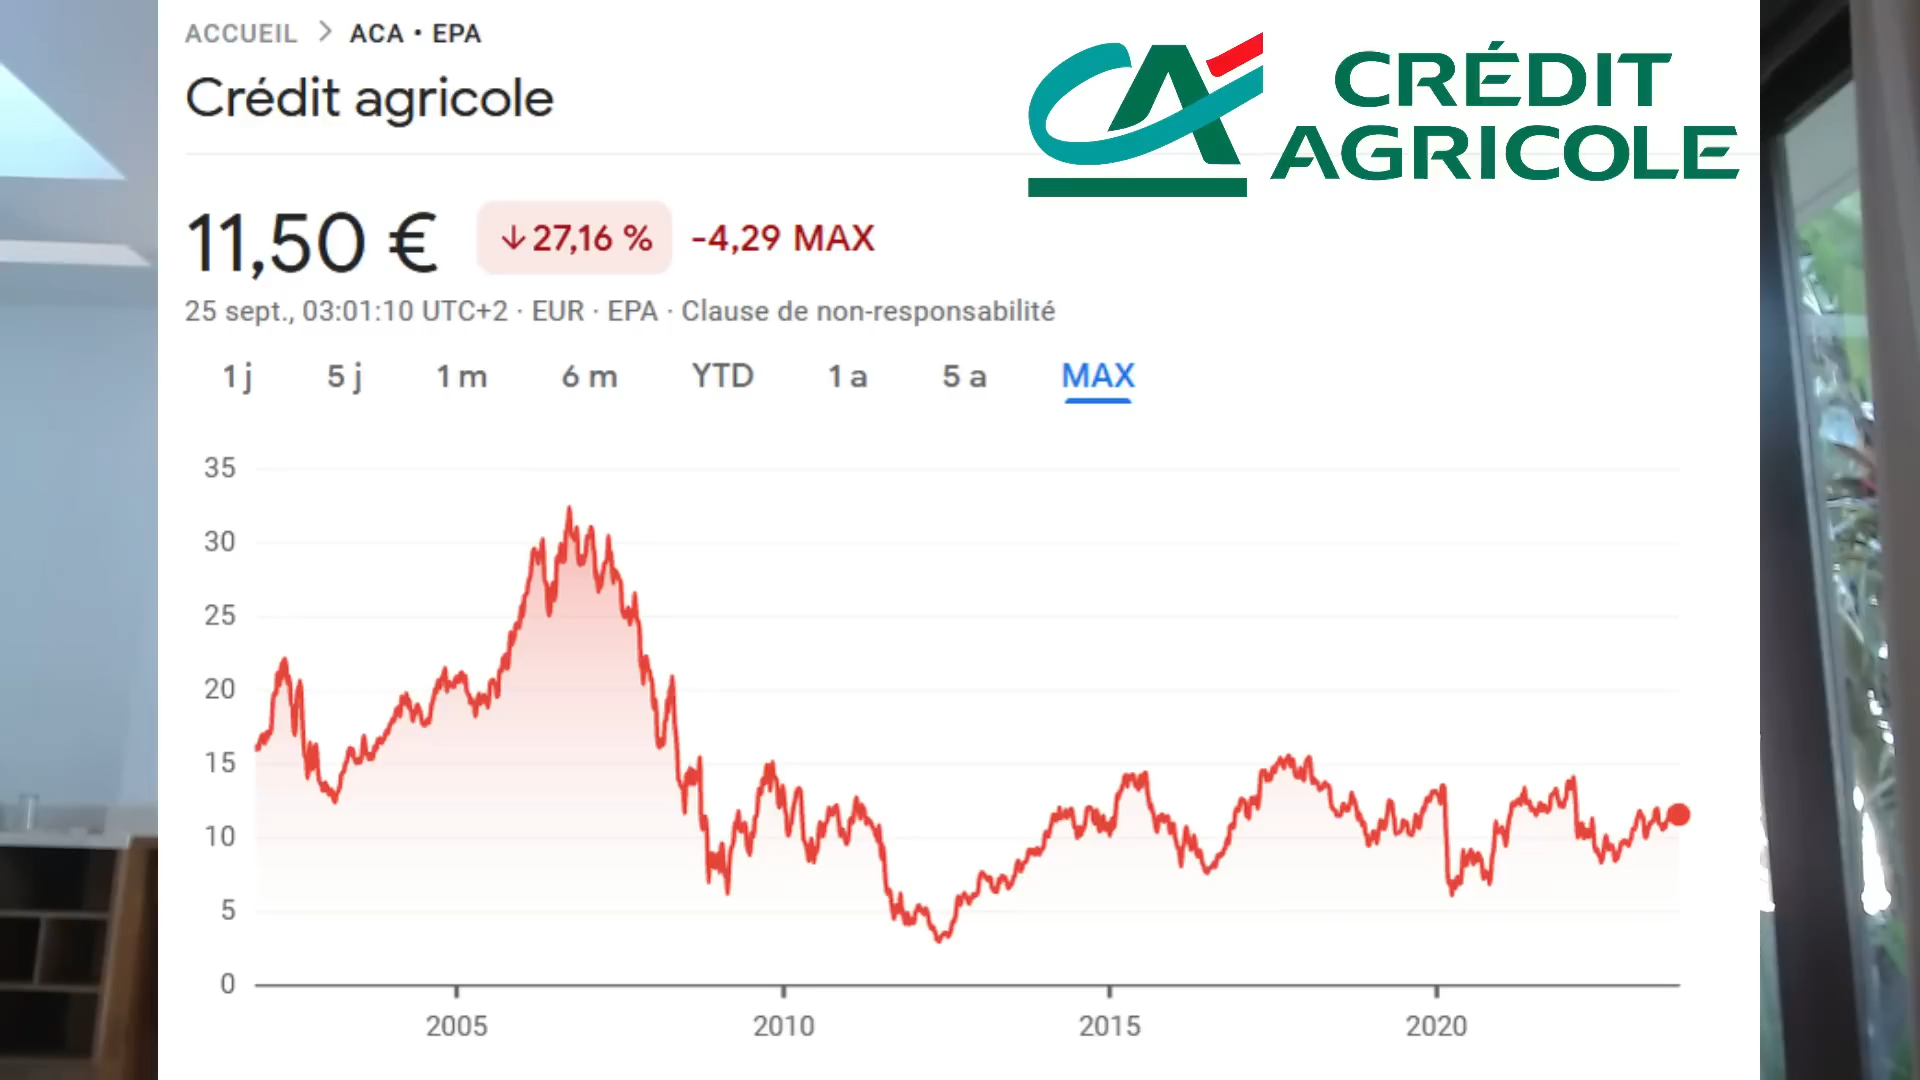 ACCUEIL > ACA • EPA
Crédit agricole
CRÉDIT
AGRICOLE
11,50 € ↓27,16 % -4,29 MAX
25 sept., 03:01:10 UTC+2 · EUR · EPA · Clause de non-responsabilité
1 j 5 j 1 m 6 m YTD 1 a 5 a MAX
35
30
25
20
15
10
5
0
2005 2010 2015 2020